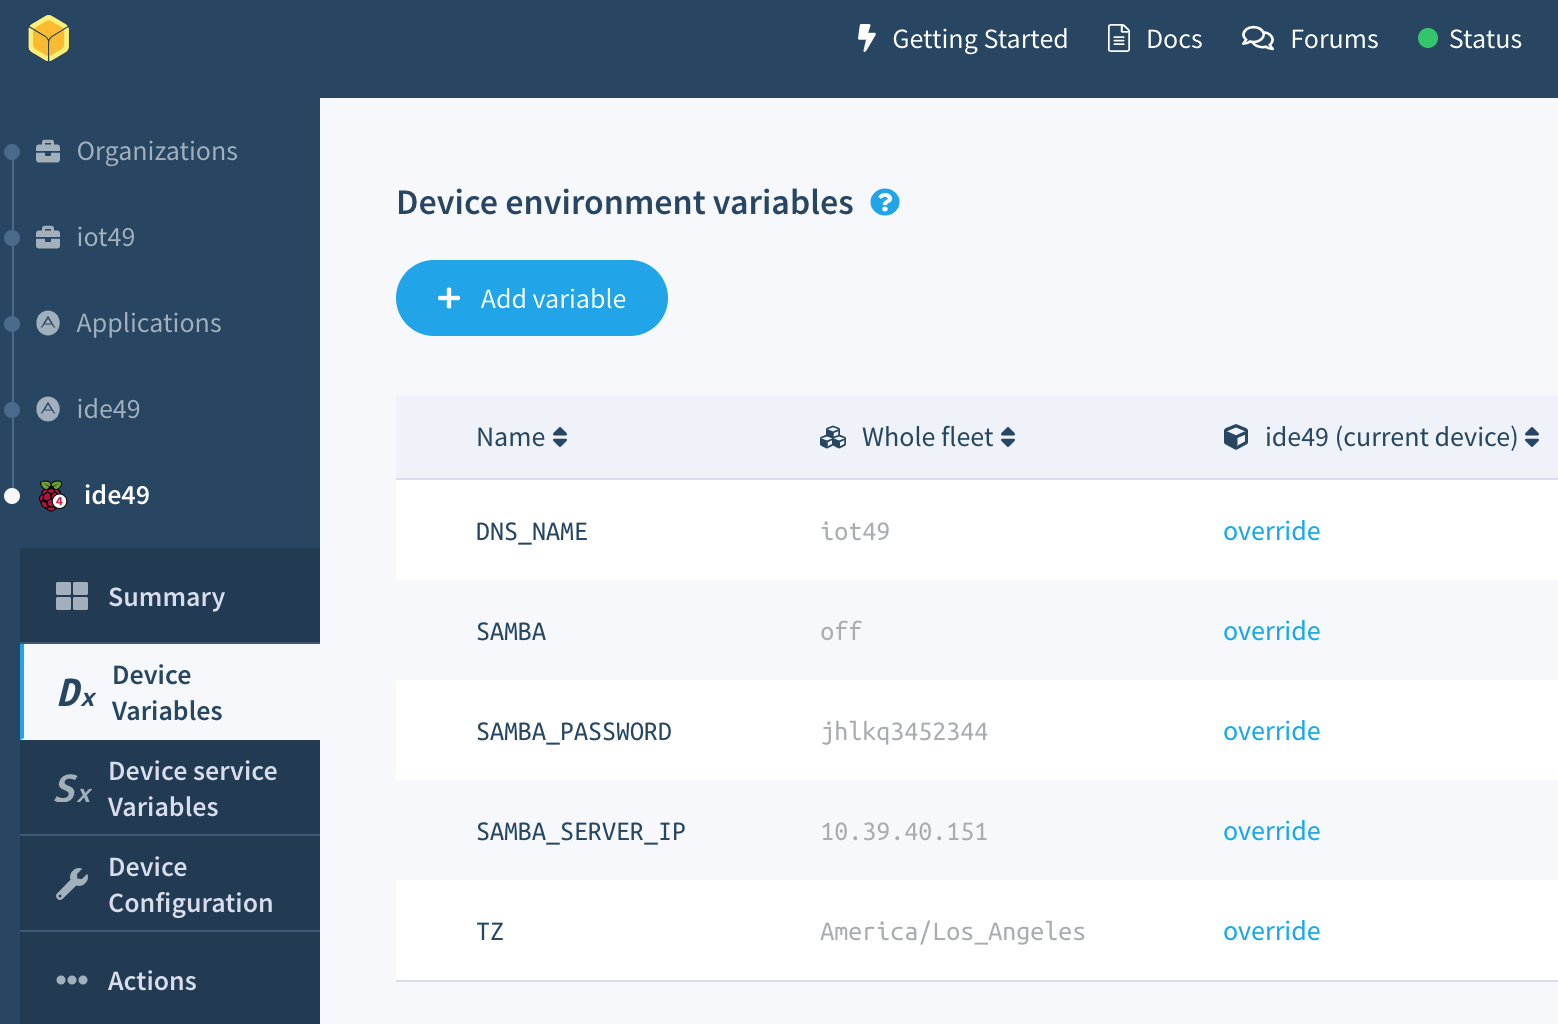 Getting Started Docs Forums Status
Organizations
iot49
Applications
ide49
4 ide49
Summary
Dx Device
Variables
Sx Device service
Variables
Device
Configuration
Actions
Device environment variables ?
+ Add variable
Name Whole fleet ide49 (current device)
DNS_NAME iot49 override
SAMBA off override
SAMBA_PASSWORD jhlkq3452344 override
SAMBA_SERVER_IP 10.39.40.151 override
TZ America/Los_Angeles override